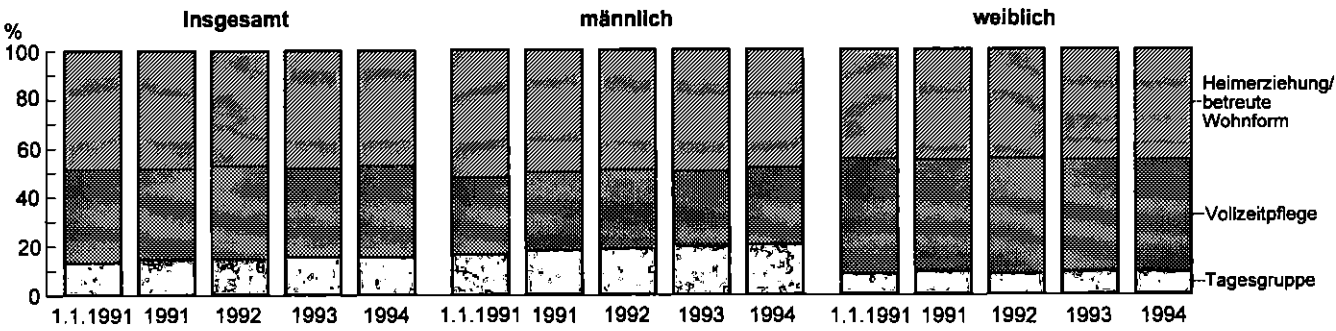 Insgesamt
männlich
weiblich
%
100
80
60
40
20
0
Heimerziehung/
betreute
Wohnform
Vollzeitpflege
Tagesgruppe
1.1.1991 1991 1992 1993 1994 1.1.1991 1991 1992 1993 1994 1.1.1991 1991 1992 1993 1994